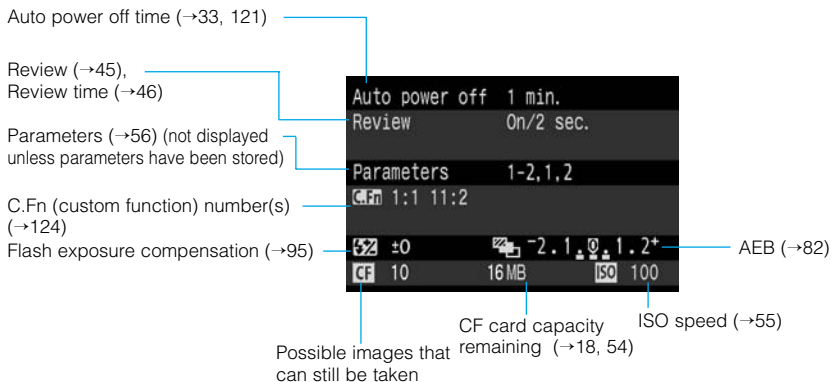 Auto power off time (→33, 121)
Review (→45),
Review time (→46)
Parameters (→56) (not displayed
unless parameters have been stored)
C.Fn (custom function) number(s)
(→124)
Flash exposure compensation (→95)
Auto power off 1 min.
Review On/2 sec.
Parameters 1-2,1,2
C.Fn 1:1 11:2
±0 -2.1.0.1.2+
CF 10 16MB ISO 100
AEB (→82)
Possible images that
can still be taken
CF card capacity
remaining (→18, 54)
ISO speed (→55)